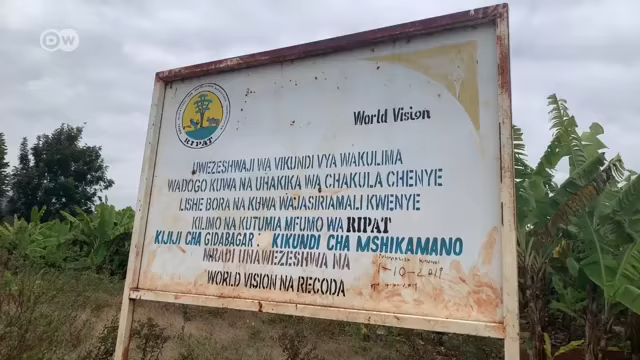 DW
World Vision
RIPAT
UWEZESHWAJI WA VIKUNDI VYA WAKULIMA
WADOGO KUWA NA UHAKIKA WA CHAKULA CHENYE
LISHE BORA NA KUWA WAJASIRIAMALI KWENYE
KILIMO NA KUTUMIA MFUMO WA RIPAT
KIJIJI CHA GIDABAGAR KIKUNDI CHA MSHIKAMANO
MRADI UNAWEZESHWA NA
-10-2019
WORLD VISION NA RECODA